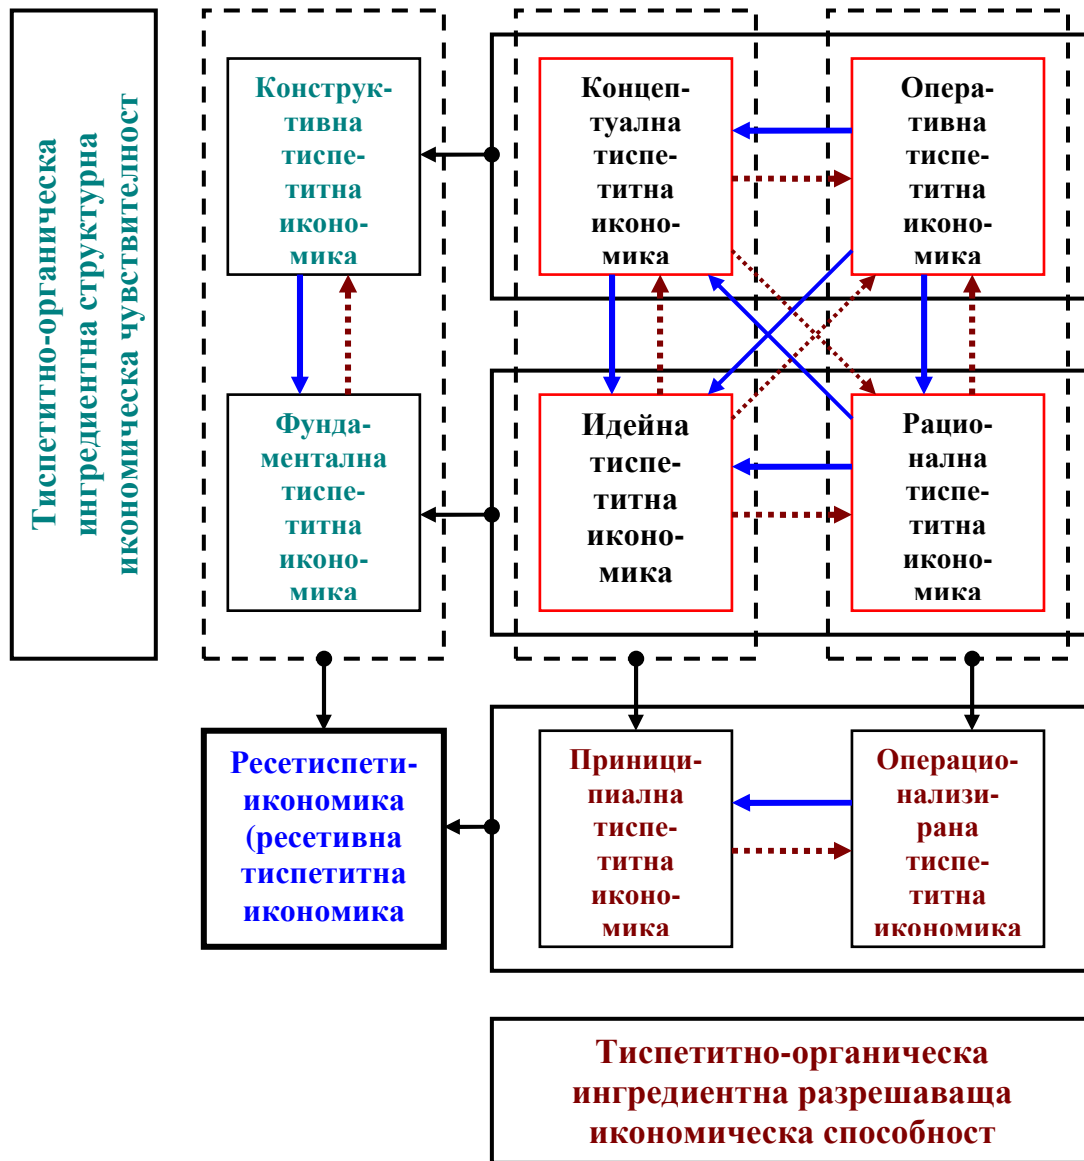 Тиспетитно-органическа
ингредиентна структурна
икономическа чувствителност
Конструк-
тивна
тиспе-
титна
иконо-
мика
Концеп-
туална
тиспе-
титна
иконо-
мика
Опера-
тивна
тиспе-
титна
иконо-
мика
Фунда-
ментална
тиспе-
титна
иконо-
мика
Идейна
тиспе-
титна
иконо-
мика
Рацио-
нална
тиспе-
титна
иконо-
мика
Ресетиспети-
икономика
(ресетивна
тиспетитна
икономика
Приници-
пиална
тиспе-
титна
иконо-
мика
Операцио-
нализи-
рана
тиспе-
титна
икономика
Тиспетитно-органическа
ингредиентна разрешаваща
икономическа способност